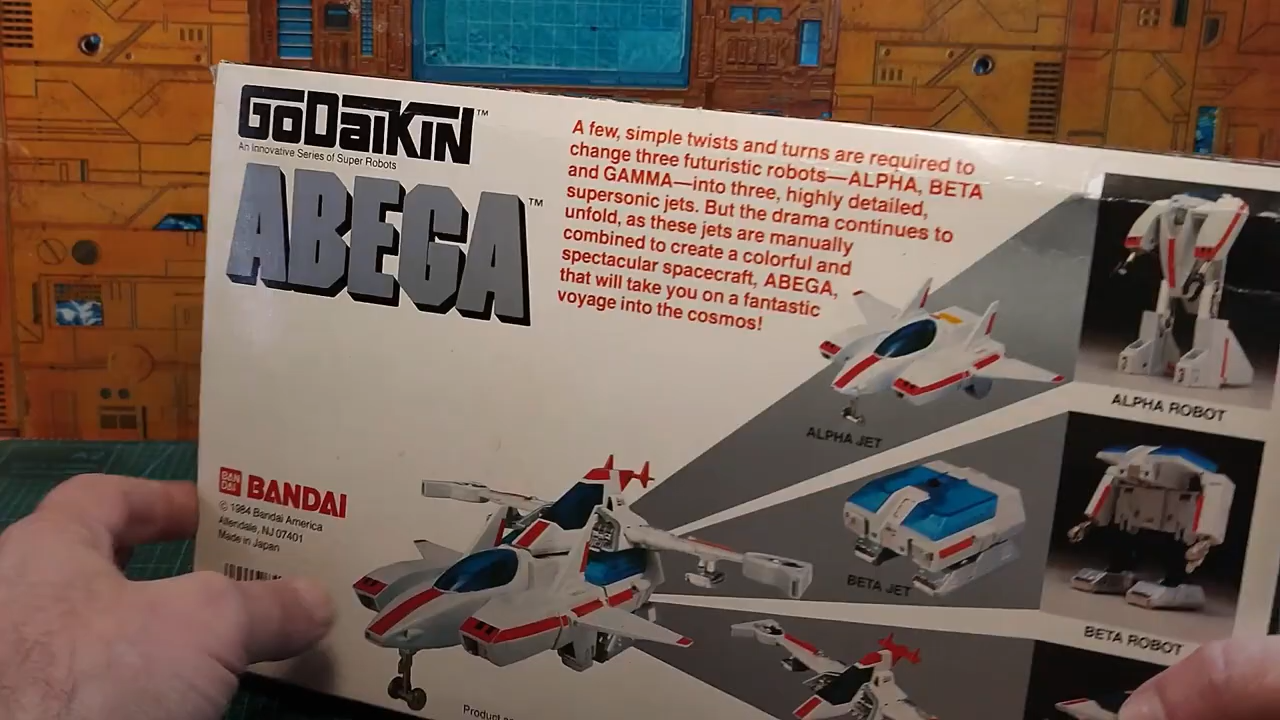 GoDaiKiN™
An Innovative Series of Super Robots
ABEGA™
A few, simple twists and turns are required to
change three futuristic robots—ALPHA, BETA
and GAMMA—into three, highly detailed,
supersonic jets. But the drama continues to
unfold, as these jets are manually
combined to create a colorful and
spectacular spacecraft, ABEGA,
that will take you on a fantastic
voyage into the cosmos!
ALPHA JET
ALPHA ROBOT
BETA JET
BETA ROBOT
BAN
DAI
BANDAI
© 1984 Bandai America
Allendale, NJ 07401
Made in Japan
Product